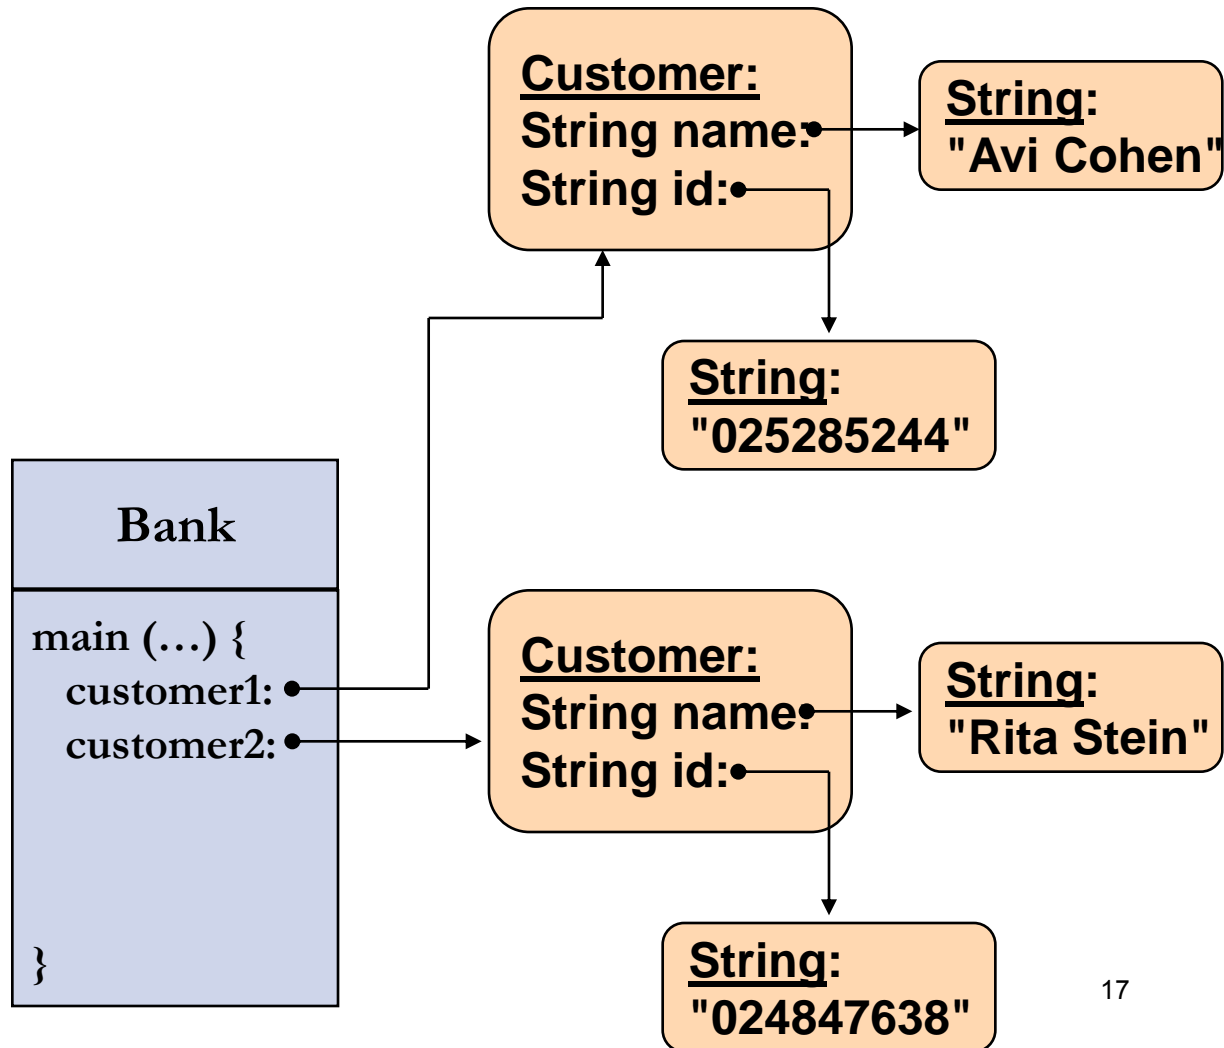 Customer:
String name:
String id:
String:
"Avi Cohen"
String:
"025285244"
Bank
main (…) {
customer1:
customer2:
}
Customer:
String name:
String id:
String:
"Rita Stein"
String:
"024847638"
17